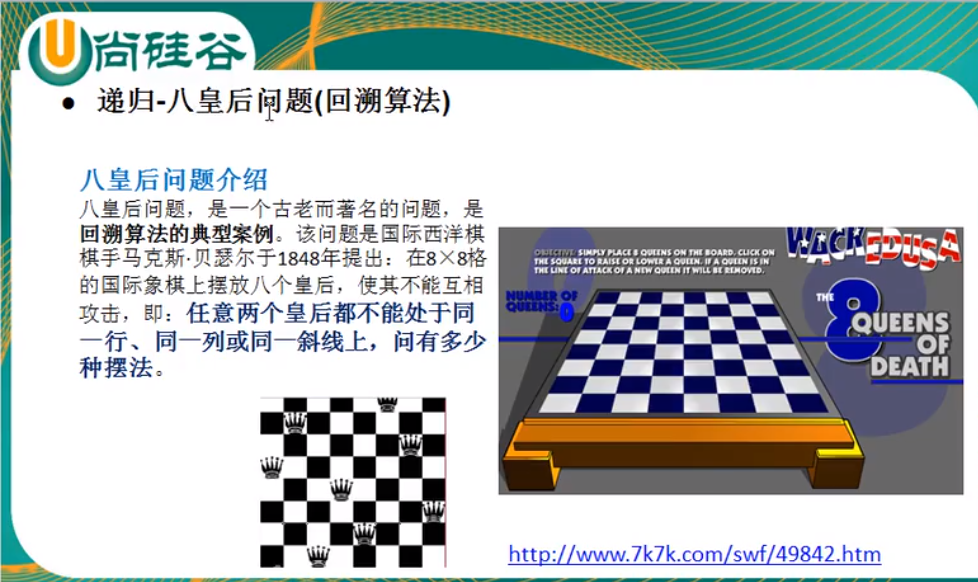 尚硅谷
● 递归-八皇后问题(回溯算法)
八皇后问题介绍
八皇后问题，是一个古老而著名的问题，是
回溯算法的典型案例。该问题是国际西洋棋
棋手马克斯·贝瑟尔于1848年提出：在8×8格
的国际象棋上摆放八个皇后，使其不能互相
攻击，即：任意两个皇后都不能处于同
一行、同一列或同一斜线上，问有多少
种摆法。
WACKEDUSA
OBJECTIVE: SIMPLY PLACE 8 QUEENS ON THE BOARD. CLICK ON
THE SQUARE TO RAISE OR LOWER A QUEEN. IF A QUEEN IS IN
THE LINE OF ATTACK OF A NEW QUEEN IT WILL BE REMOVED.
NUMBER OF
QUEENS: 0
THE 8
QUEENS
OF
DEATH
http://www.7k7k.com/swf/49842.htm